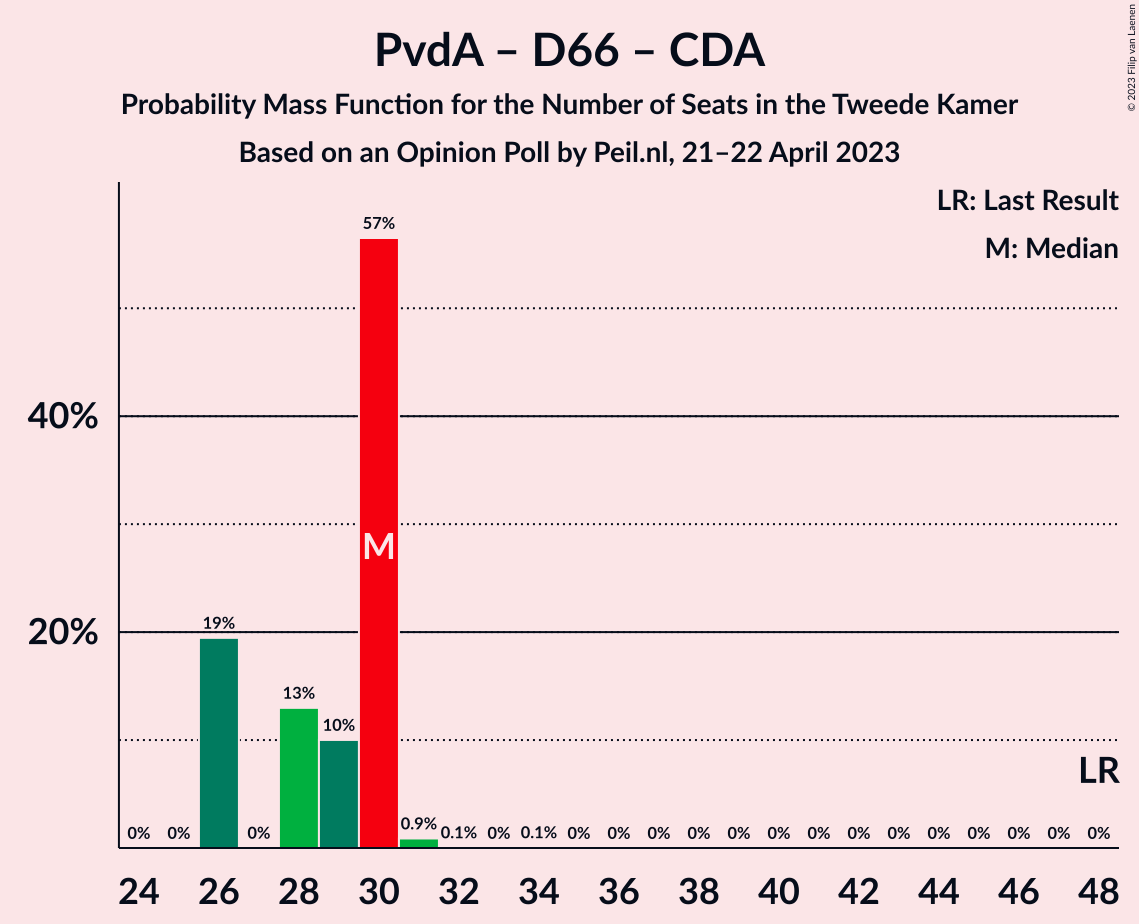 PvdA – D66 – CDA
Probability Mass Function for the Number of Seats in the Tweede Kamer
Based on an Opinion Poll by Peil.nl, 21–22 April 2023
© 2023 Filip van Laenen
LR: Last Result
M: Median
57%
40%
M
20%
19%
13%
10%
LR
0% 0% 0% 0.9% 0.1% 0% 0.1% 0% 0% 0% 0% 0% 0% 0% 0% 0% 0% 0% 0% 0% 0%
24 26 28 30 32 34 36 38 40 42 44 46 48